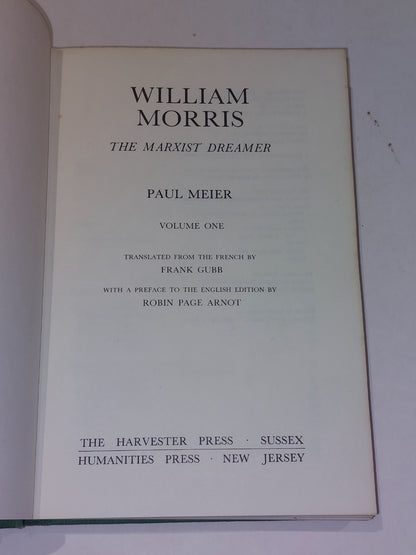 WILLIAM
MORRIS
THE MARXIST DREAMER
PAUL MEIER
VOLUME ONE
TRANSLATED FROM THE FRENCH BY
FRANK GUBB
WITH A PREFACE TO THE ENGLISH EDITION BY
ROBIN PAGE ARNOT
THE HARVESTER PRESS · SUSSEX
HUMANITIES PRESS · NEW JERSEY